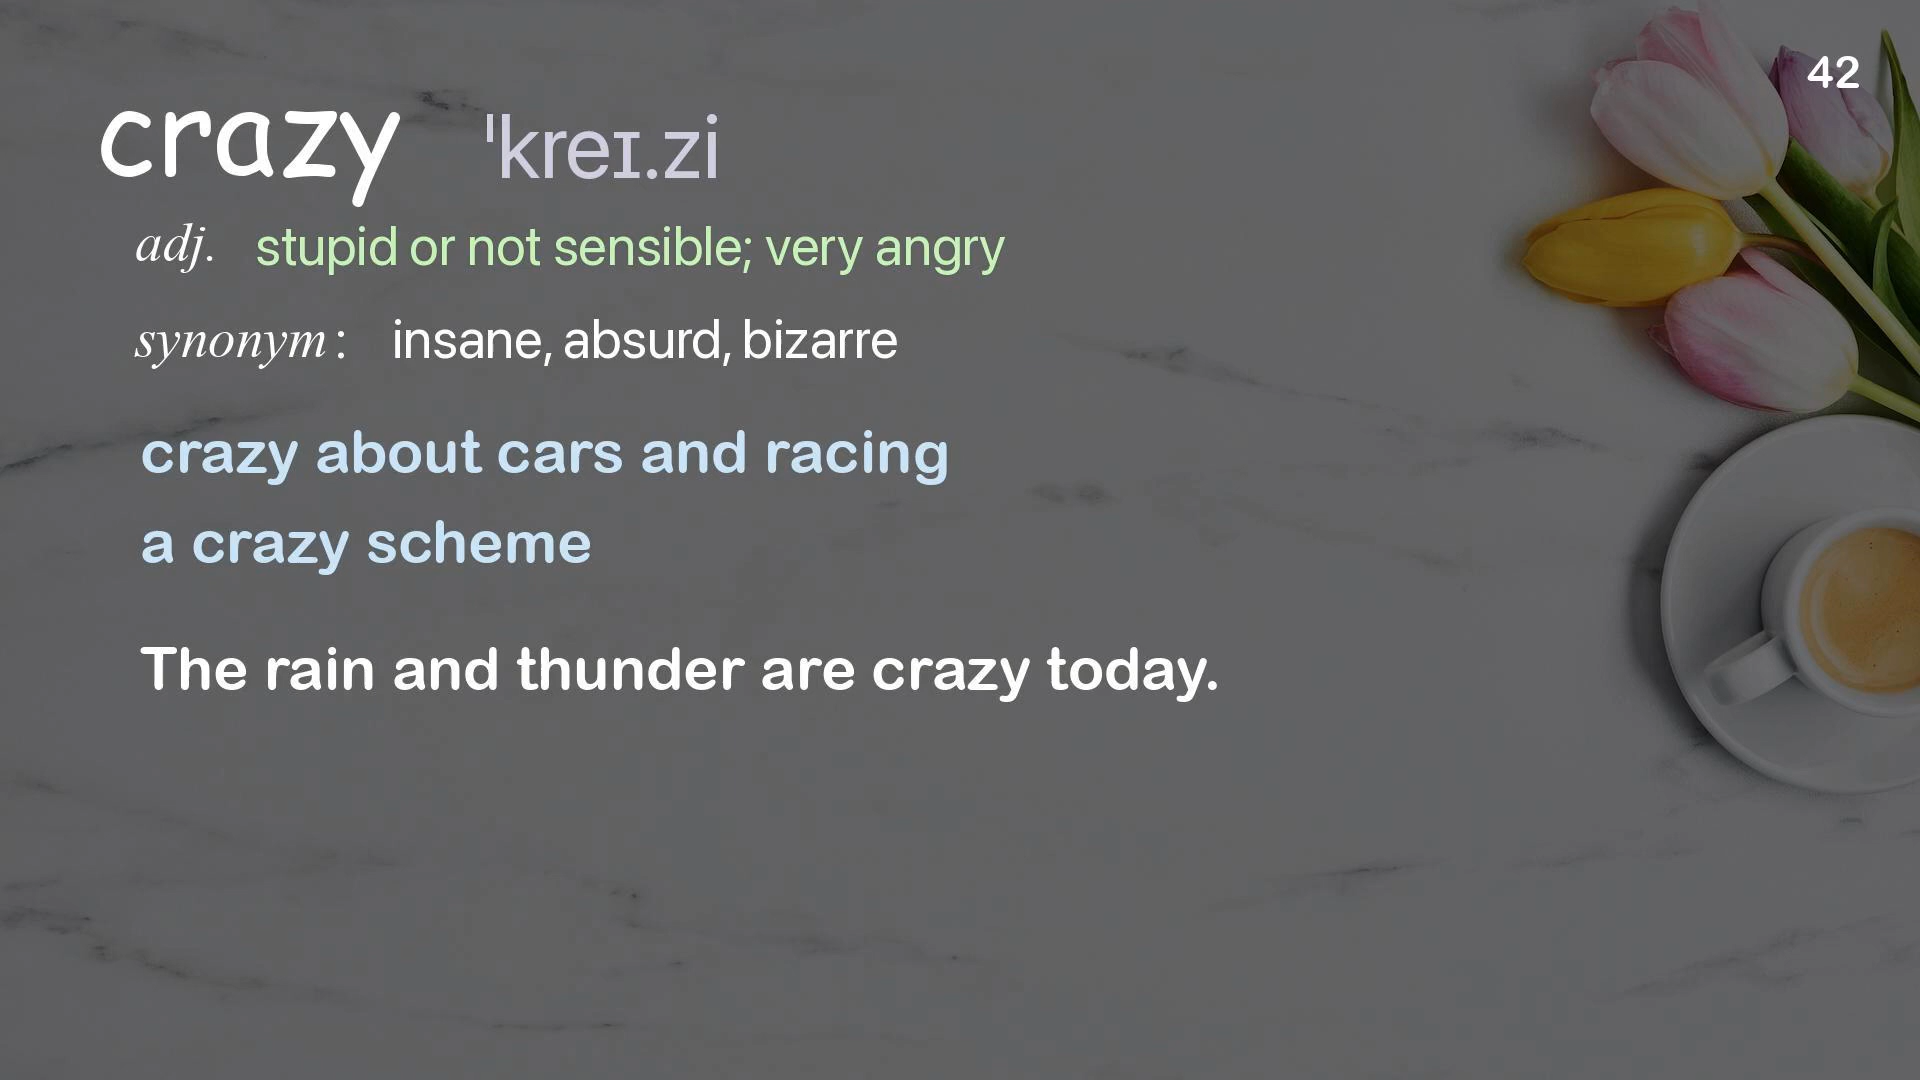 42
crazy ˈkreɪ.zi
adj. stupid or not sensible; very angry
synonym: insane, absurd, bizarre
crazy about cars and racing
a crazy scheme
The rain and thunder are crazy today.